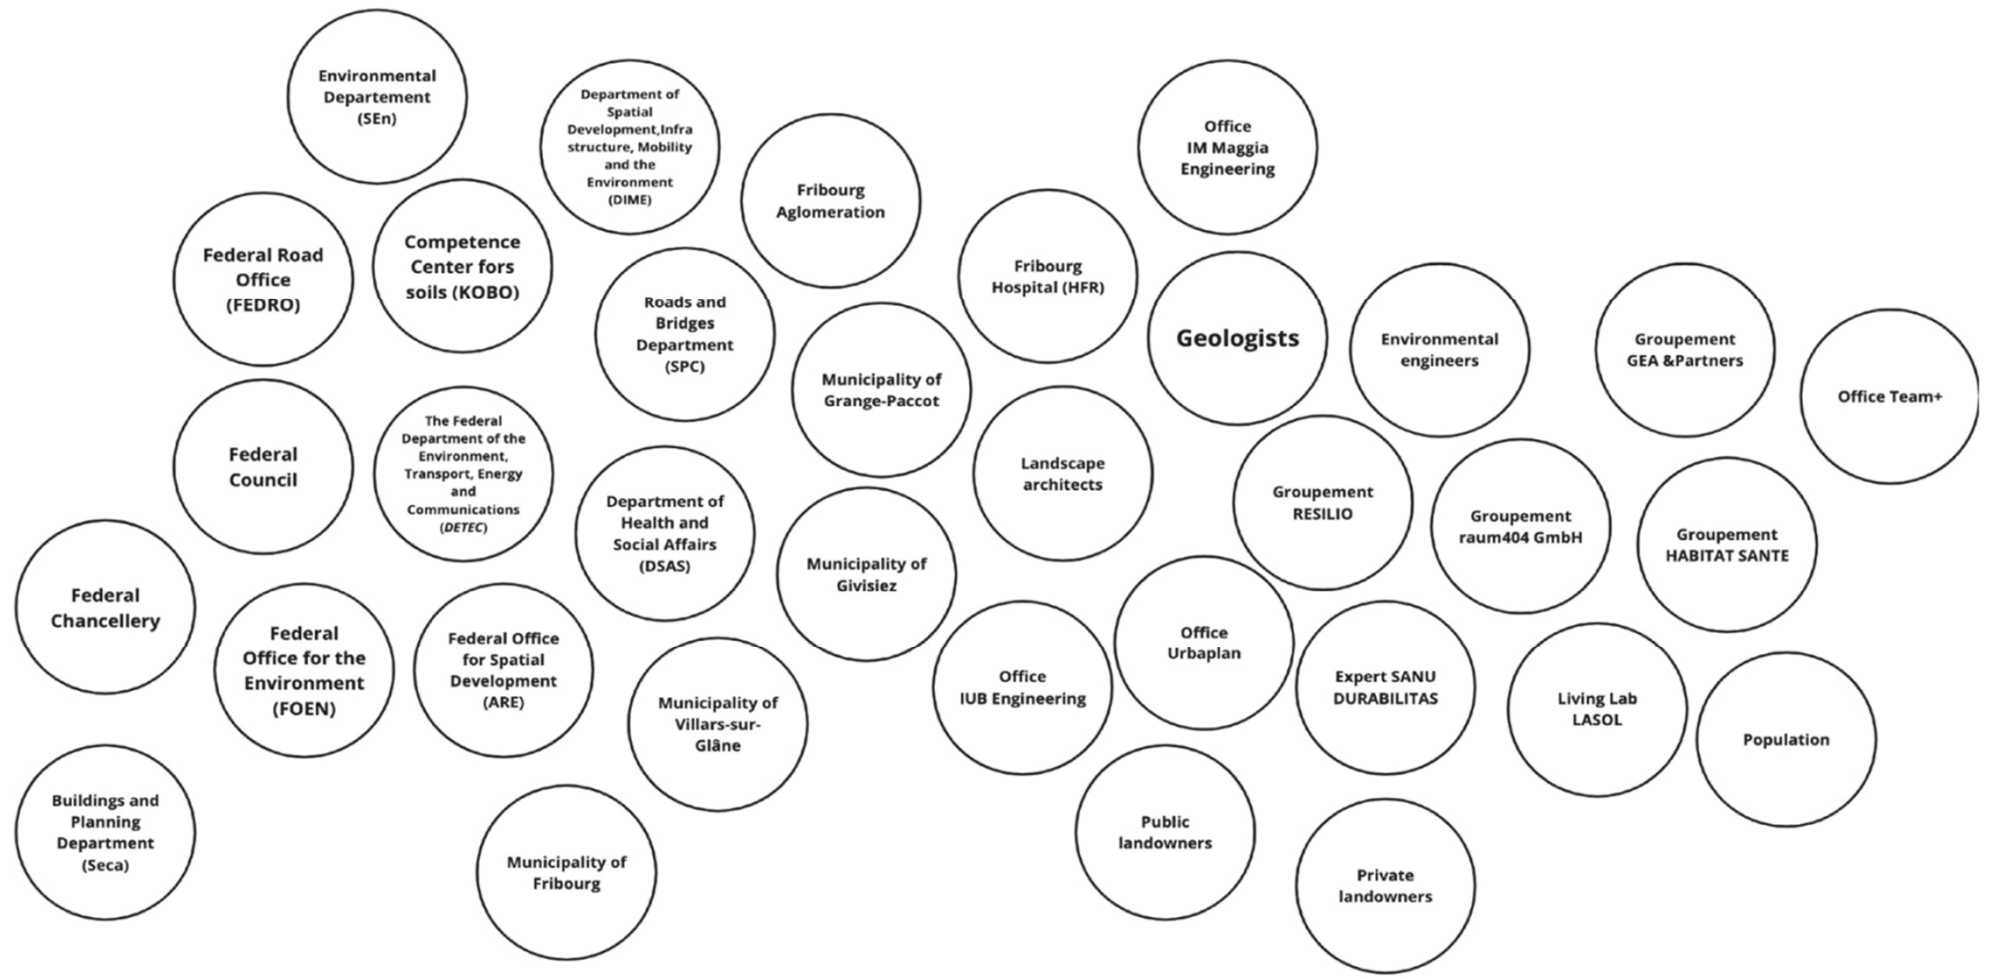 Environmental
Departement
(SEn)
Department of
Spatial
Development,Infra
structure, Mobility
and the
Environment
(DIME)
Fribourg
Aglomeration
Office
IM Maggia
Engineering
Federal Road
Office
(FEDRO)
Competence
Center fors
soils (KOBO)
Roads and
Bridges
Department
(SPC)
Fribourg
Hospital (HFR)
Geologists
Environmental
engineers
Groupement
GEA &Partners
Office Team+
Municipality of
Grange-Paccot
Federal
Council
The Federal
Department of the
Environment,
Transport, Energy
and
Communications
(DETEC)
Department of
Health and
Social Affairs
(DSAS)
Landscape
architects
Groupement
RESILIO
Groupement
raum404 GmbH
Groupement
HABITAT SANTE
Municipality of
Givisiez
Federal
Chancellery
Federal
Office for the
Environment
(FOEN)
Federal Office
for Spatial
Development
(ARE)
Municipality of
Villars-sur-
Glâne
Office
IUB Engineering
Office
Urbaplan
Expert SANU
DURABILITAS
Living Lab
LASOL
Population
Buildings and
Planning
Department
(Seca)
Municipality of
Fribourg
Public
landowners
Private
landowners